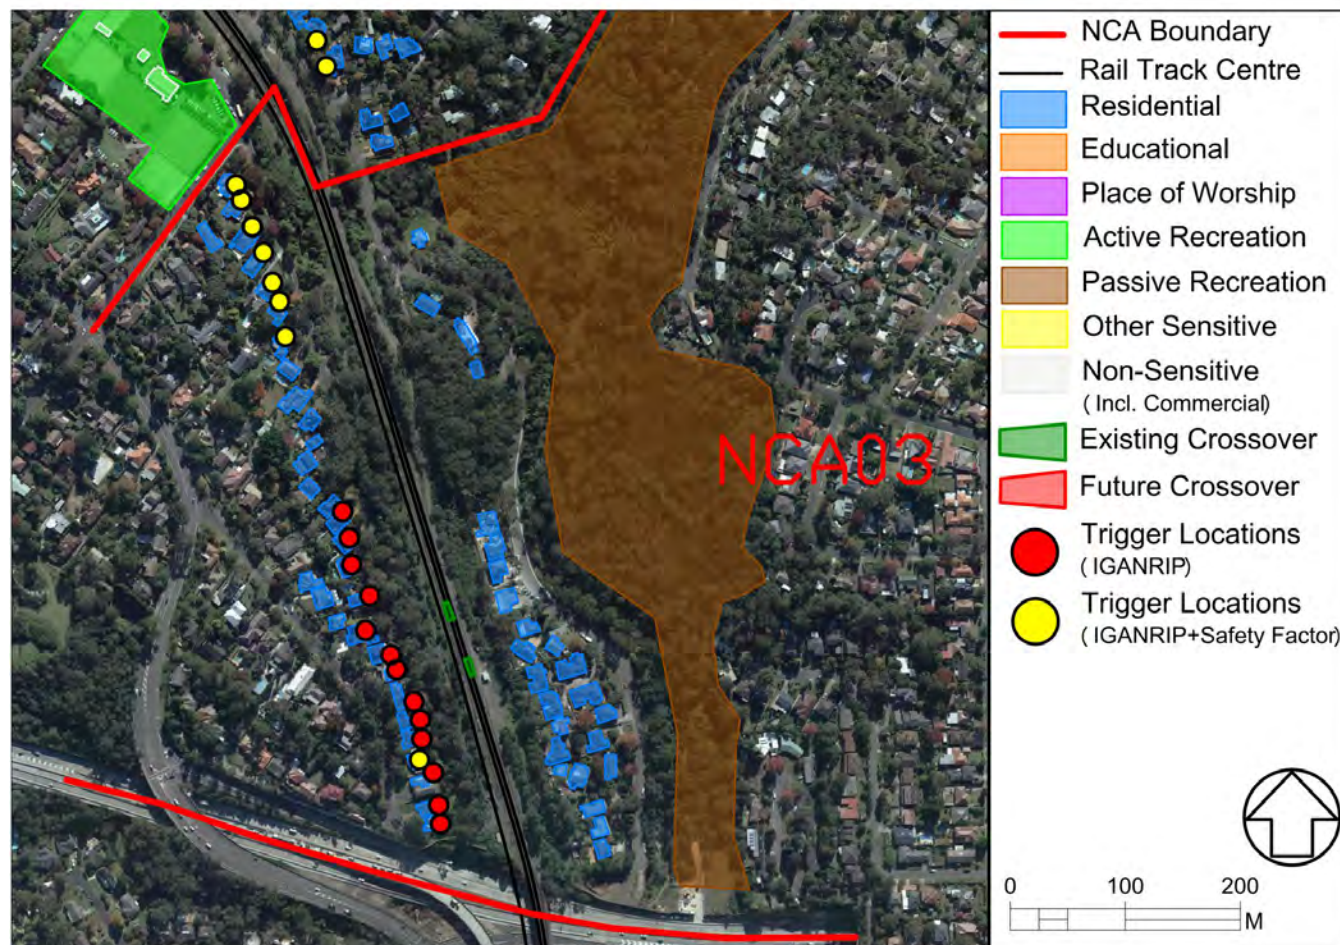 NCA Boundary
Rail Track Centre
Residential
Educational
Place of Worship
Active Recreation
Passive Recreation
Other Sensitive
Non-Sensitive
( Incl. Commercial)
Existing Crossover
Future Crossover
Trigger Locations
( IGANRIP)
Trigger Locations
( IGANRIP+Safety Factor)
NCA03
0 100 200
M